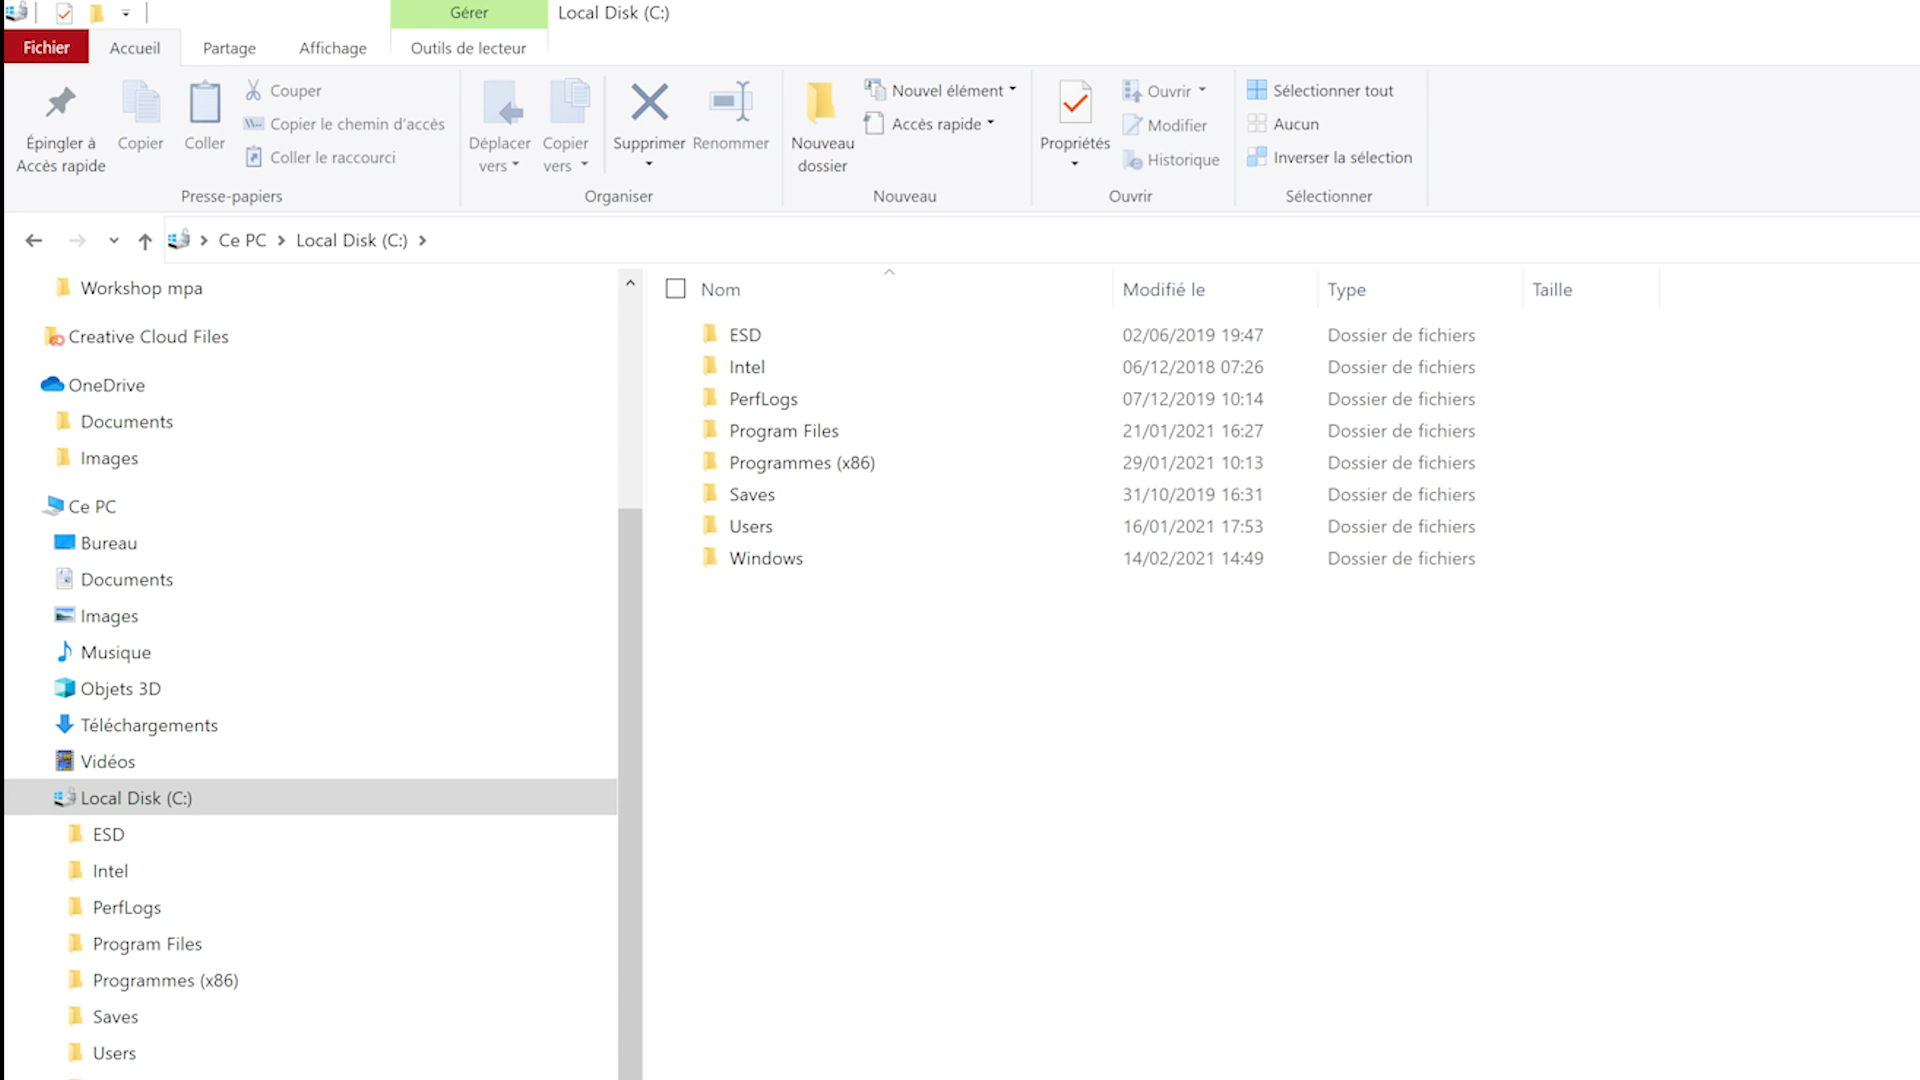 Gérer
Local Disk (C:)
Fichier
Accueil
Partage
Affichage
Outils de lecteur
Épingler à
Accès rapide
Copier
Coller
Couper
Copier le chemin d'accès
Coller le raccourci
Presse-papiers
Déplacer
vers
Copier
vers
Supprimer
Renommer
Organiser
Nouveau
dossier
Nouvel élément
Accès rapide
Nouveau
Propriétés
Ouvrir
Modifier
Historique
Ouvrir
Sélectionner tout
Aucun
Inverser la sélection
Sélectionner
Ce PC > Local Disk (C:) >
Workshop mpa
Creative Cloud Files
OneDrive
Documents
Images
Ce PC
Bureau
Documents
Images
Musique
Objets 3D
Téléchargements
Vidéos
Local Disk (C:)
ESD
Intel
PerfLogs
Program Files
Programmes (x86)
Saves
Users
Nom Modifié le Type Taille
ESD 02/06/2019 19:47 Dossier de fichiers
Intel 06/12/2018 07:26 Dossier de fichiers
PerfLogs 07/12/2019 10:14 Dossier de fichiers
Program Files 21/01/2021 16:27 Dossier de fichiers
Programmes (x86) 29/01/2021 10:13 Dossier de fichiers
Saves 31/10/2019 16:31 Dossier de fichiers
Users 16/01/2021 17:53 Dossier de fichiers
Windows 14/02/2021 14:49 Dossier de fichiers